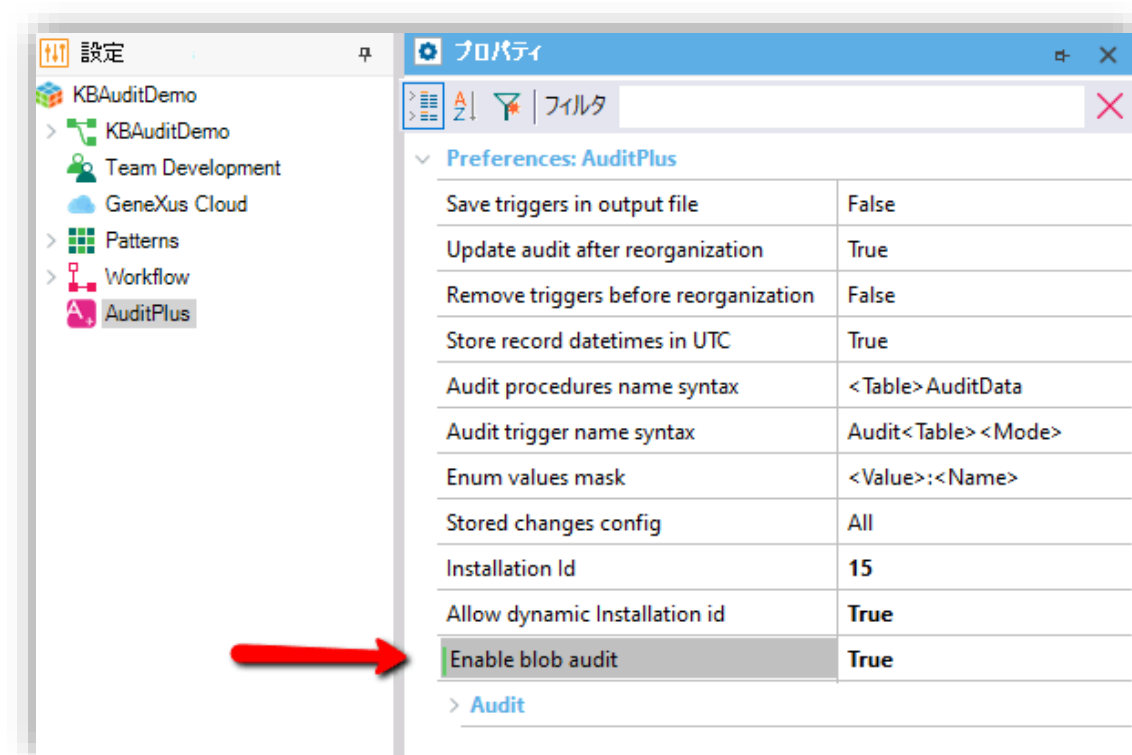 設定
KBAuditDemo
KBAuditDemo
Team Development
GeneXus Cloud
Patterns
Workflow
AuditPlus
プロパティ
フィルタ
Preferences: AuditPlus
Save triggers in output file False
Update audit after reorganization True
Remove triggers before reorganization False
Store record datetimes in UTC True
Audit procedures name syntax <Table>AuditData
Audit trigger name syntax Audit<Table><Mode>
Enum values mask <Value>:<Name>
Stored changes config All
Installation Id 15
Allow dynamic Installation id True
Enable blob audit True
Audit